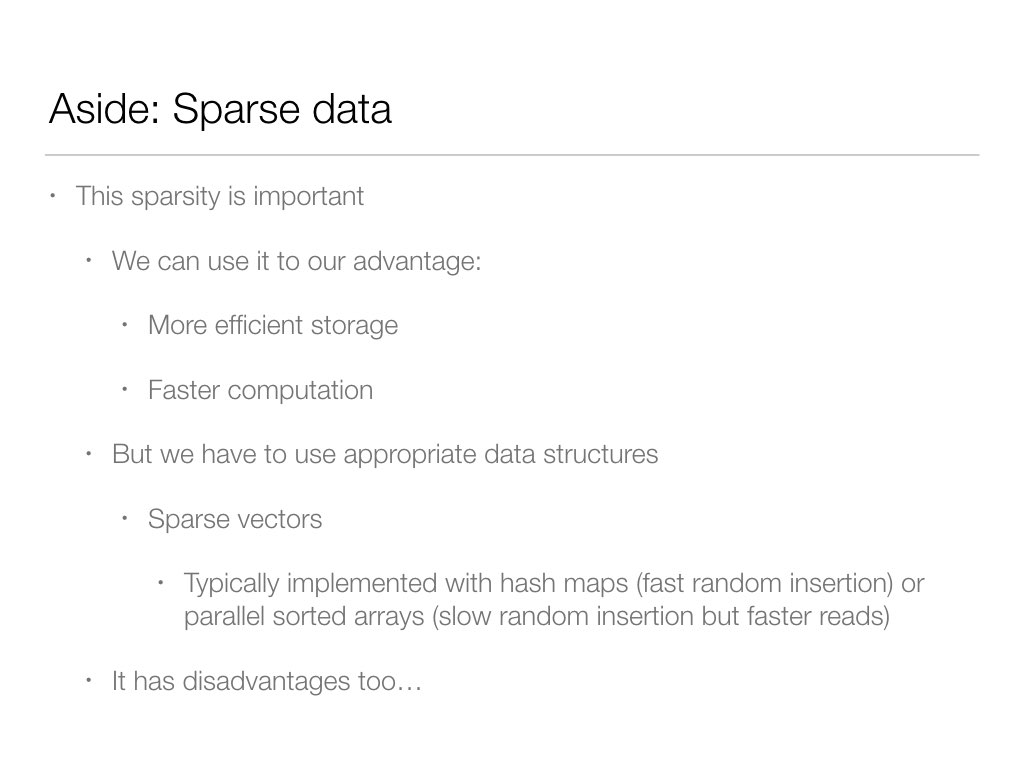 Aside: Sparse data
• This sparsity is important
• We can use it to our advantage:
• More efficient storage
• Faster computation
• But we have to use appropriate data structures
• Sparse vectors
• Typically implemented with hash maps (fast random insertion) or
parallel sorted arrays (slow random insertion but faster reads)
• It has disadvantages too…